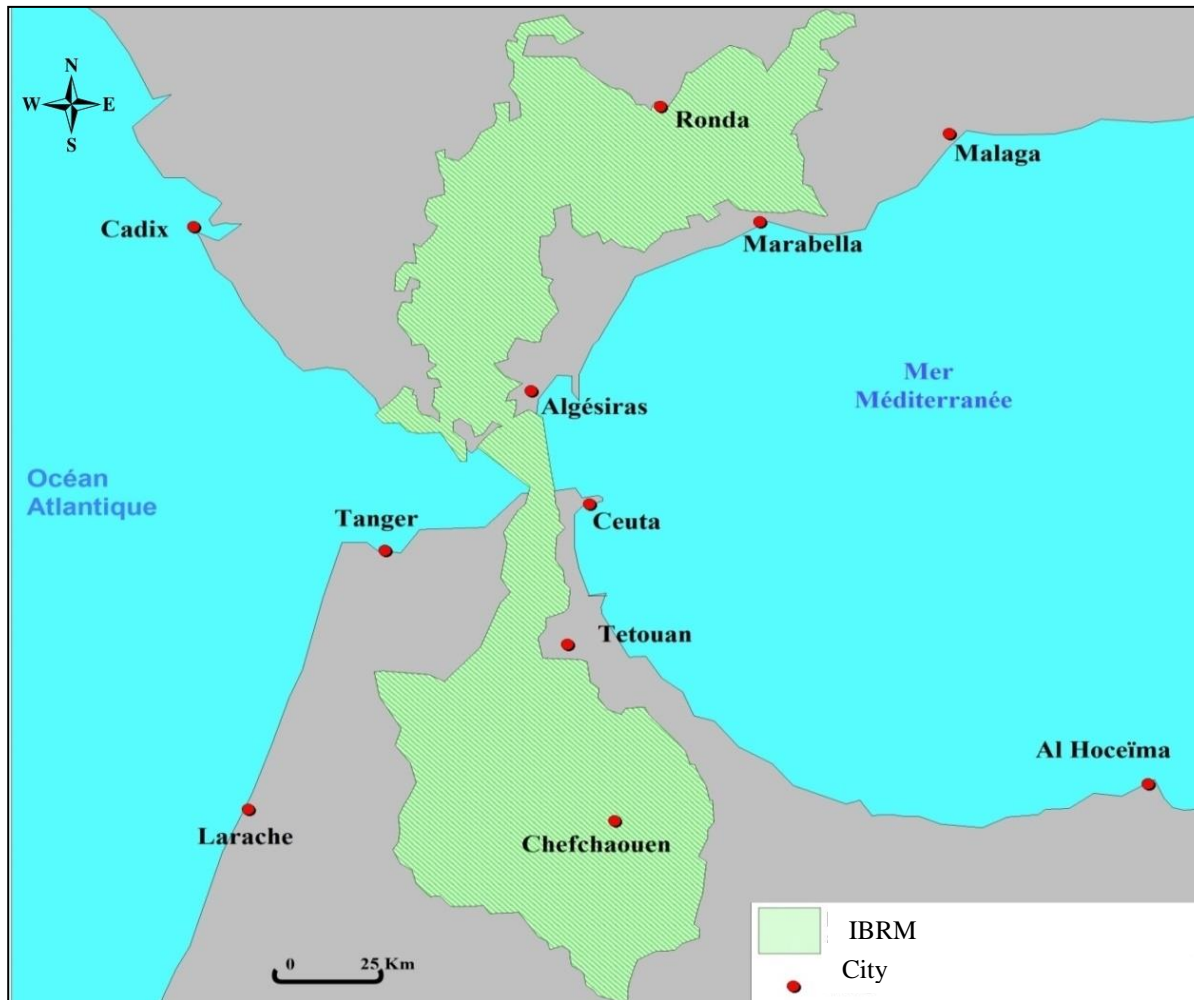 N
W E
S
Ronda
Malaga
Cadix
Marabella
Mer
Méditerranée
Algésiras
Océan
Atlantique
Tanger
Ceuta
Tetouan
Al Hoceïma
Larache
Chefchaouen
IBRM
0 25 Km
City